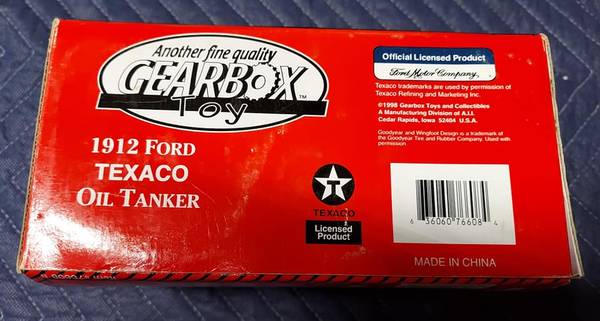 Another fine quality
GEARBOX™
Toy
1912 FORD
TEXACO
OIL TANKER
TEXACO
Licensed
Product
Official Licensed Product
Ford Motor Company
Texaco trademarks are used by permission of
Texaco Refining and Marketing Inc.
©1998 Gearbox Toys and Collectibles
A Manufacturing Division of A.I.I.
Cedar Rapids, Iowa 52404 U.S.A.
Goodyear and Wingfoot Design is a trademark of
the Goodyear Tire and Rubber Company. Used with
permission
6 36060 76608 4
MADE IN CHINA